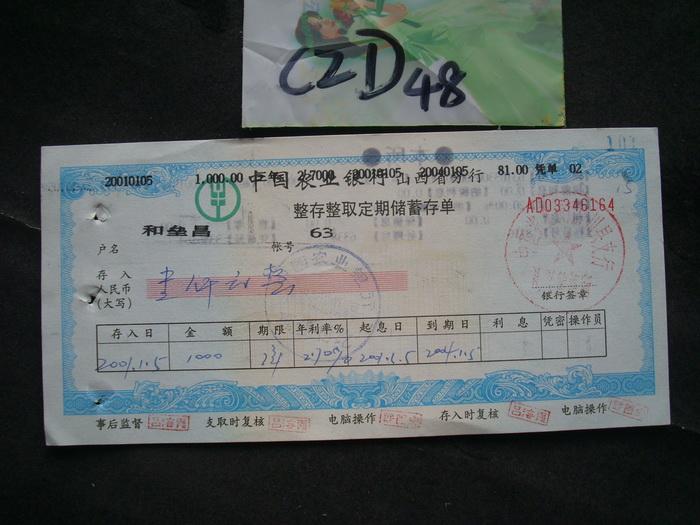 CZD48
20010105 1,000.00 三年 2.7000 20010105 20040105 81.00 凭单 02
中国农业银行山西省分行
整存整取定期储蓄存单
AD03346164
和垒昌 63
户名 帐号
存入
人民币
(大写)
壹仟元整
银行签章
存入日 金额 期限 年利率% 起息日 到期日 利息 凭密 操作员
2001.1.5 1000 2001.1.5 2004.1.5
事后监督 支取时复核 电脑操作 存入时复核 电脑操作